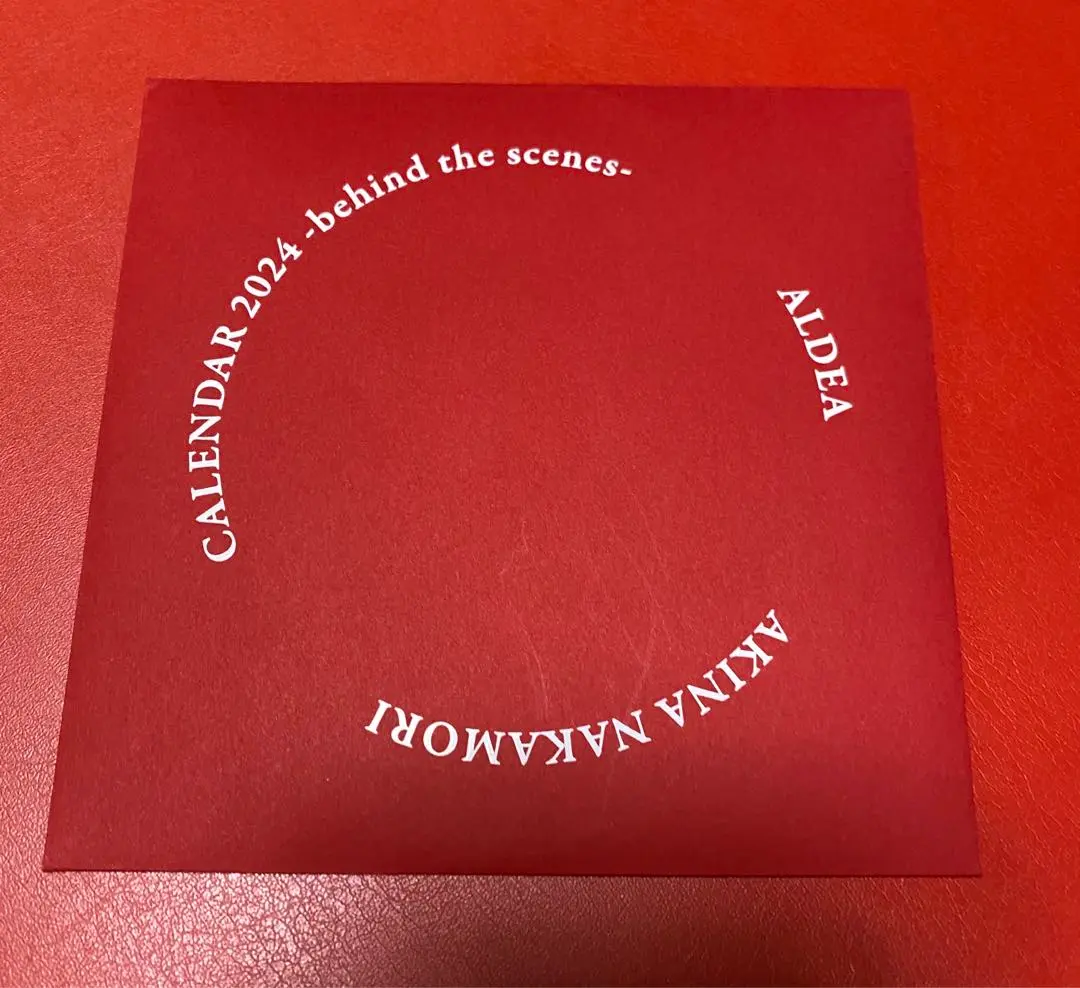 CALENDAR 2024 -behind the scenes-
ALDEA
AKINA NAKAMORI